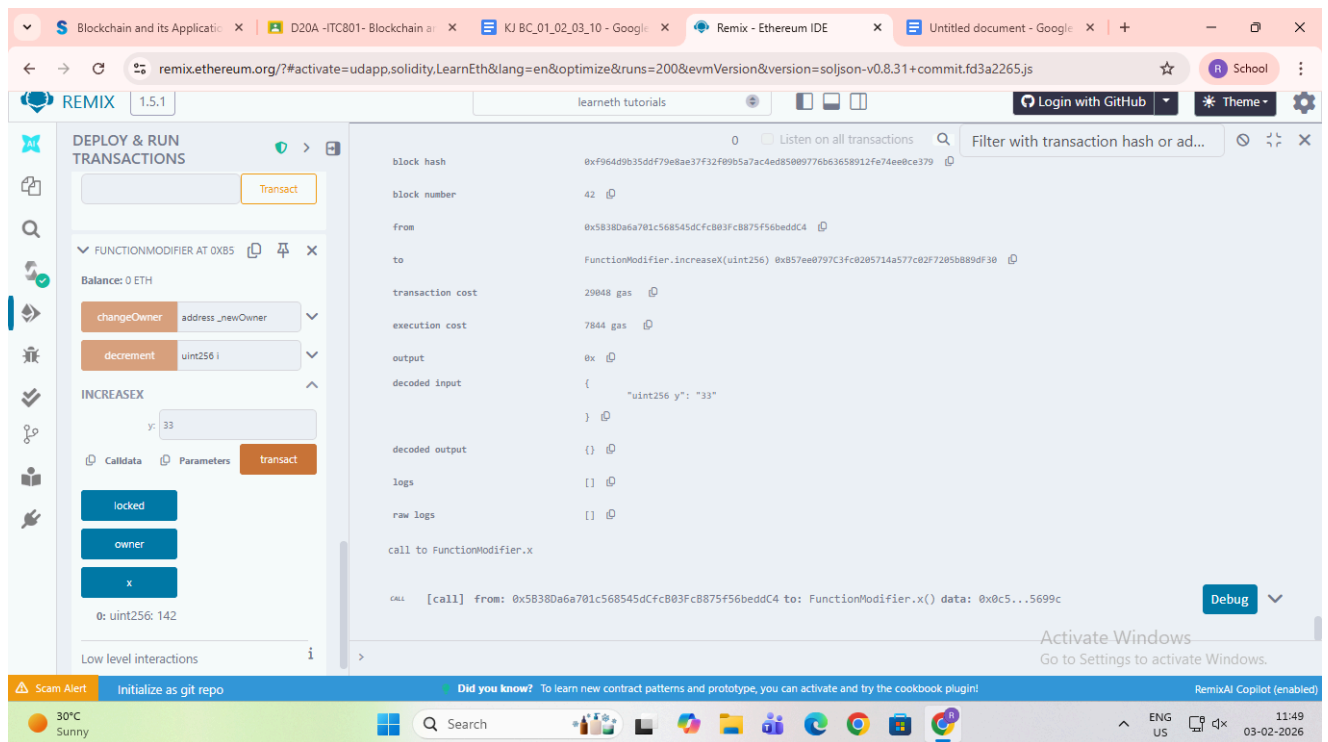 Blockchain and its Applicatio
D20A -ITC801- Blockchain ar
KJ BC_01_02_03_10 - Google
Remix - Ethereum IDE
Untitled document - Google
remix.ethereum.org/?#activate=udapp,solidity,LearnEth&lang=en&optimize&runs=200&evmVersion&version=soljson-v0.8.31+commit.fd3a2265.js
R School
REMIX 1.5.1
learneth tutorials
Login with GitHub
Theme
DEPLOY & RUN
TRANSACTIONS
Transact
FUNCTIONMODIFIER AT 0XB5
Balance: 0 ETH
changeOwner address _newOwner
decrement uint256 i
INCREASEX
y: 33
Calldata Parameters transact
locked
owner
x
0: uint256: 142
Low level interactions i
0 Listen on all transactions Filter with transaction hash or ad...
block hash 0xf964d9b35ddf79e8ae37f32f09b5a7ac4ed85009776b63658912fe74ee0ce379
block number 42
from 0x5B38Da6a701c568545dCfcB03FcB875f56beddC4
to FunctionModifier.increaseX(uint256) 0xB57ee0797C3fc0205714a577c02F7205bB89dF30
transaction cost 29048 gas
execution cost 7844 gas
output 0x
decoded input {
"uint256 y": "33"
}
decoded output {}
logs []
raw logs []
call to FunctionModifier.x
CALL [call] from: 0x5B38Da6a701c568545dCfcB03FcB875f56beddC4 to: FunctionModifier.x() data: 0x0c5...5699c Debug
>
Activate Windows
Go to Settings to activate Windows.
Scam Alert Initialize as git repo Did you know? To learn new contract patterns and prototype, you can activate and try the cookbook plugin! RemixAI Copilot (enabled)
30°C
Sunny
Search
ENG
US
11:49
03-02-2026